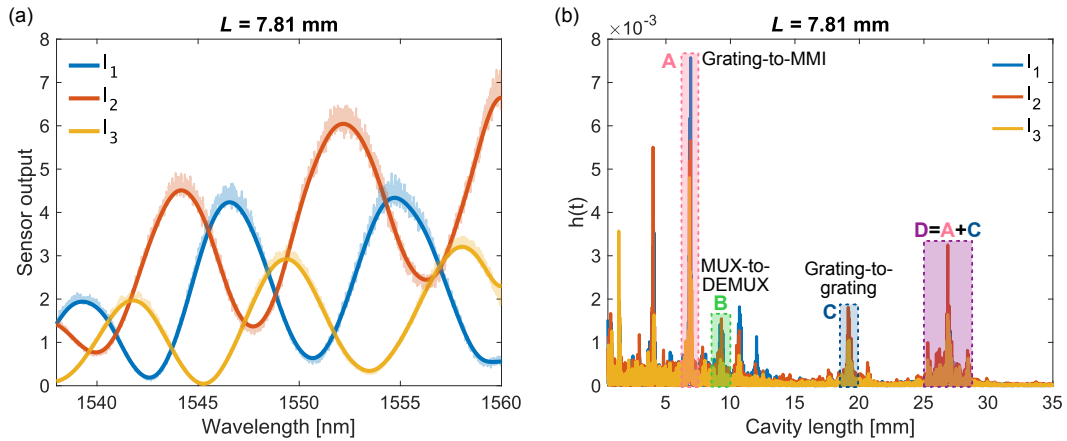 (a)
L = 7.81 mm
8
7
6
5
4
3
2
1
0
Sensor output
I1
I2
I3
1540
1545
1550
1555
1560
Wavelength [nm]
(b)
L = 7.81 mm
×10-3
8
7
6
5
4
3
2
1
0
h(t)
A
Grating-to-MMI
I1
I2
I3
MUX-to-
DEMUX
B
Grating-to-
grating
C
D=A+C
5
10
15
20
25
30
35
Cavity length [mm]